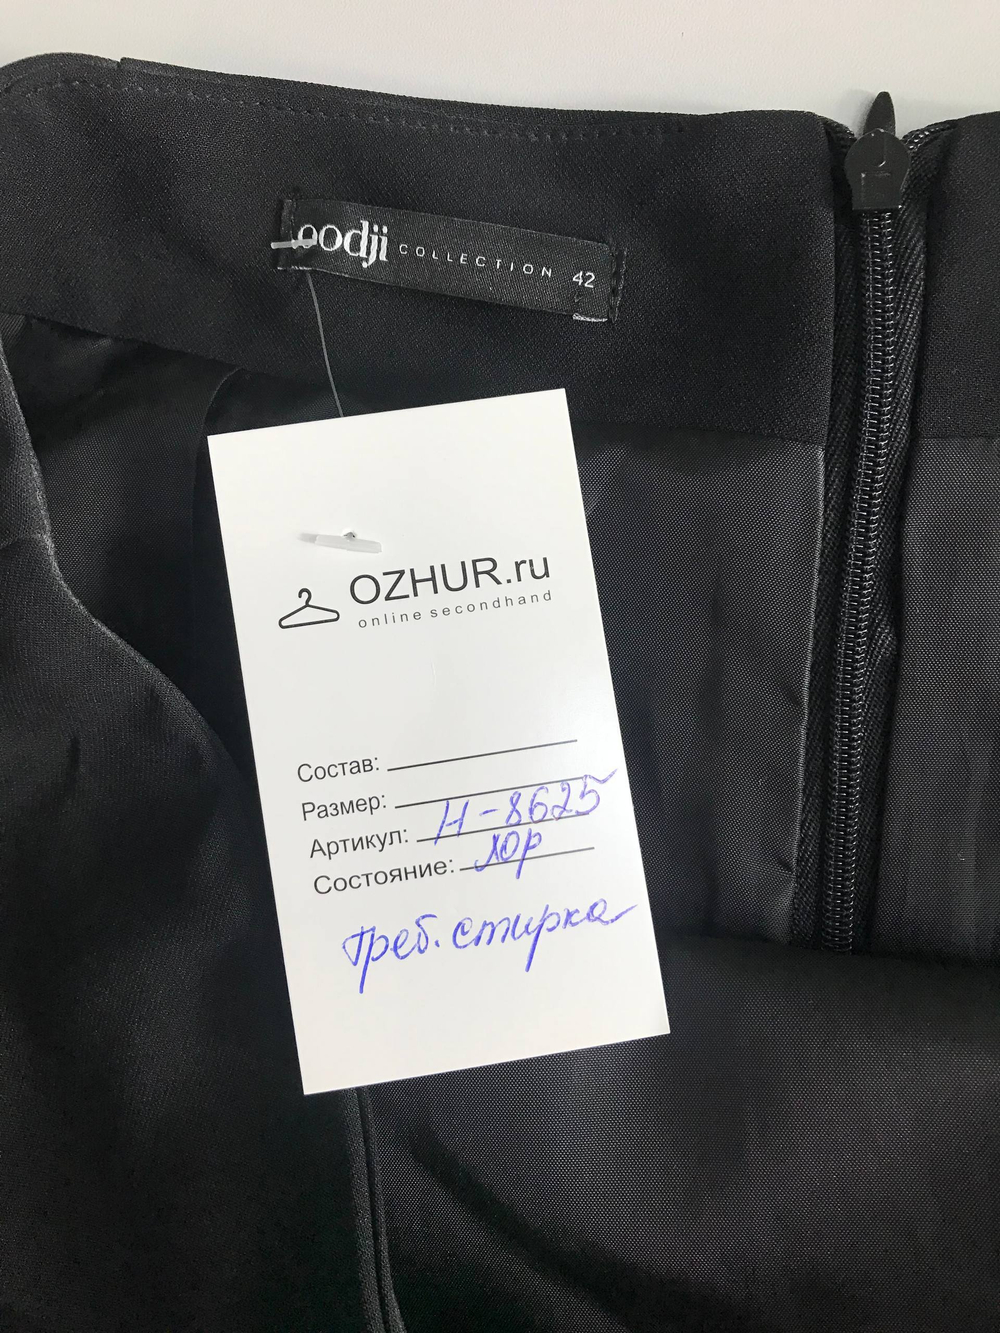 oodji COLLECTION 42
OZHUR.ru
online secondhand
Состав:
Размер:
Артикул: Н-8625
Состояние: хор
треб. стирка